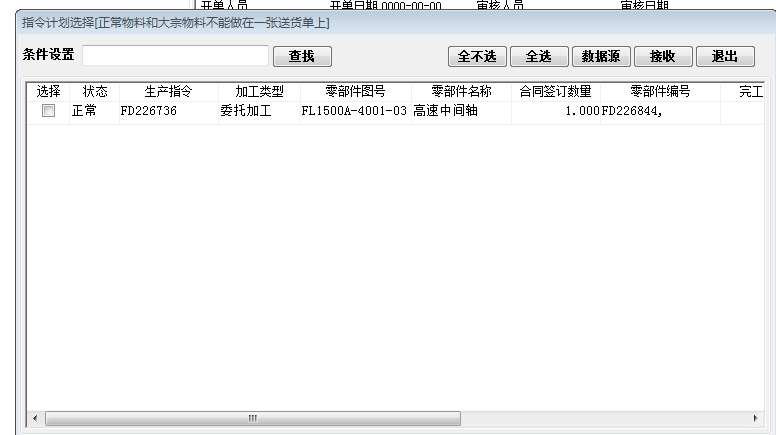 开单人员 开单日期 0000-00-00 审核人员 审核日期
指令计划选择[正常物料和大宗物料不能做在一张送货单上]
条件设置 查找 全不选 全选 数据源 接收 退出
选择 状态 生产指令 加工类型 零部件图号 零部件名称 合同签订数量 零部件编号 完工
正常 FD226736 委托加工 FL1500A-4001-03 高速中间轴 1.000 FD226844,